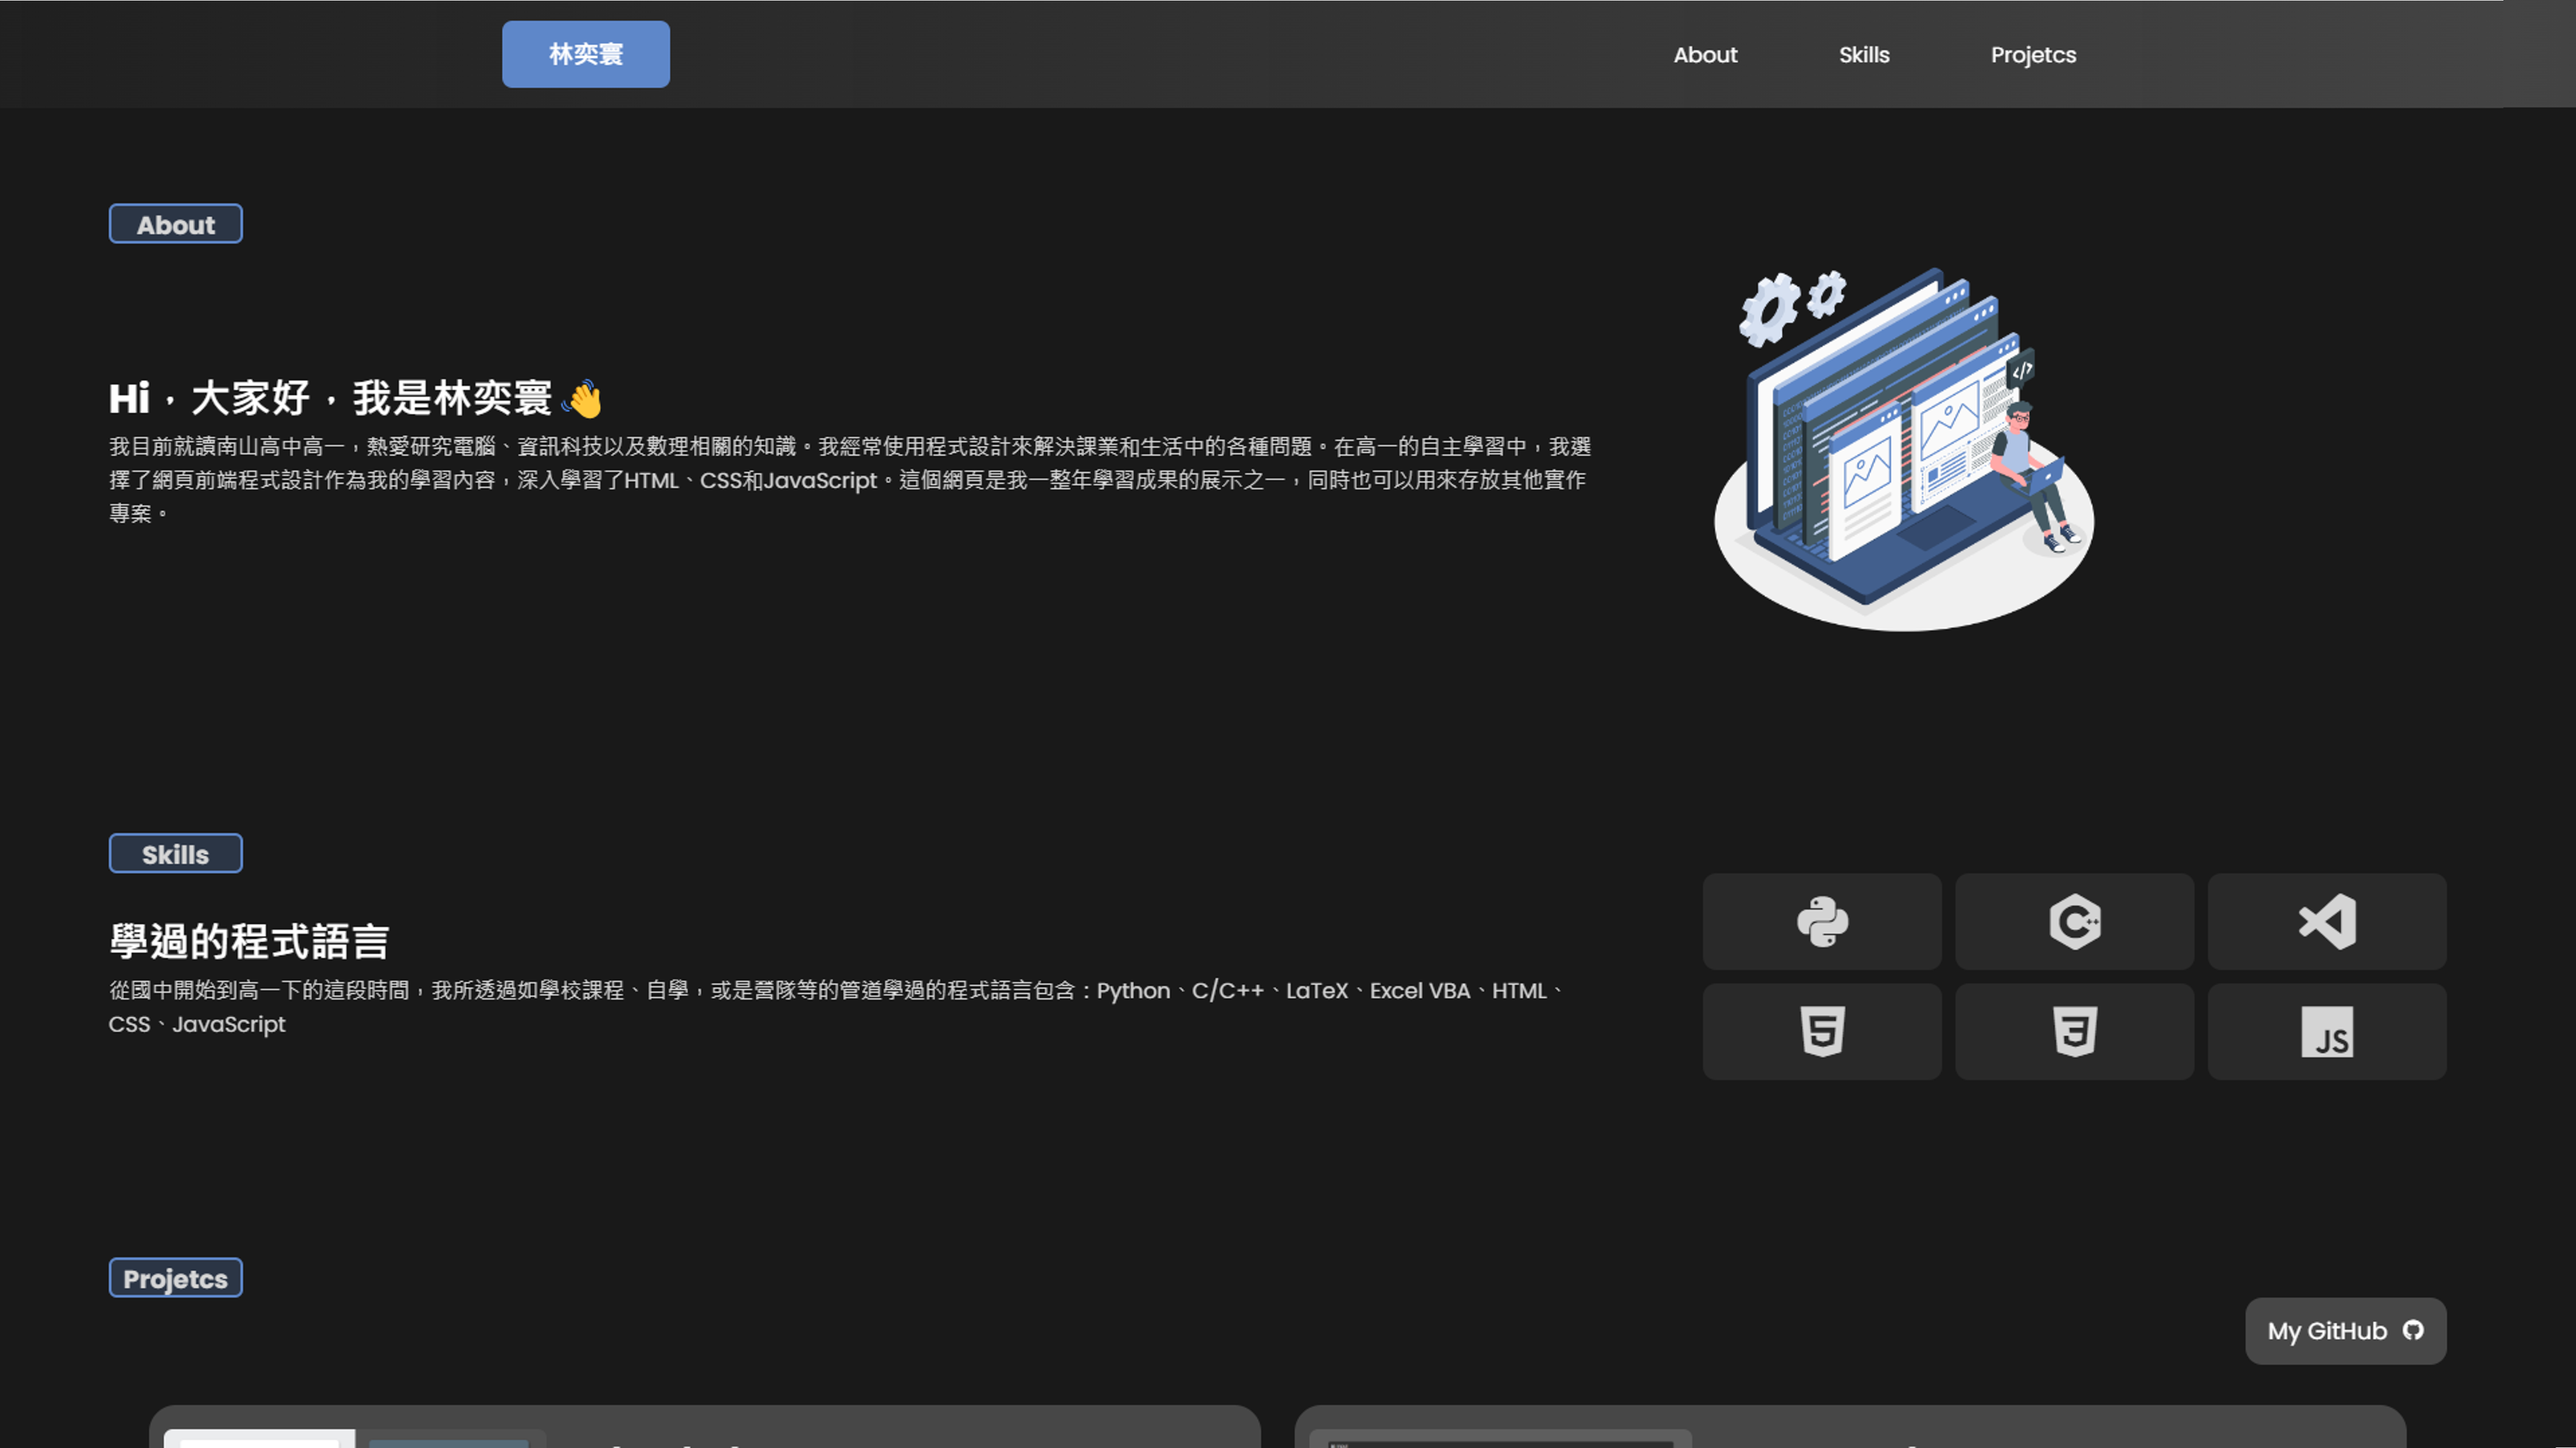 林奕寰
About
Skills
Projetcs
About
Hi，大家好，我是林奕寰
我目前就讀南山高中高一，熱愛研究電腦、資訊科技以及數理相關的知識。我經常使用程式設計來解決課業和生活中的各種問題。在高一的自主學習中，我選
擇了網頁前端程式設計作為我的學習內容，深入學習了HTML、CSS和JavaScript。這個網頁是我一整年學習成果的展示之一，同時也可以用來存放其他實作
專案。
Skills
學過的程式語言
從國中開始到高一下的這段時間，我所透過如學校課程、自學，或是營隊等的管道學過的程式語言包含：Python、C/C++、LaTeX、Excel VBA、HTML、
CSS、JavaScript
C++
5
3
JS
Projetcs
My GitHub